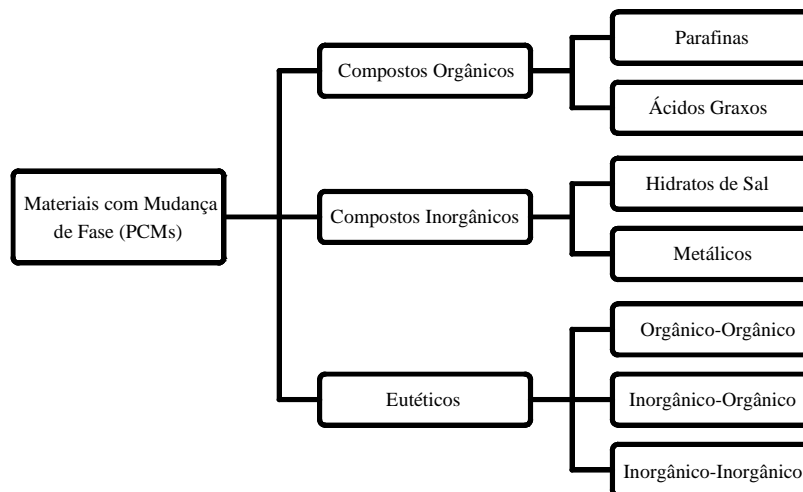 Materiais com Mudança
de Fase (PCMs)
Compostos Orgânicos
Parafinas
Ácidos Graxos
Compostos Inorgânicos
Hidratos de Sal
Metálicos
Eutéticos
Orgânico-Orgânico
Inorgânico-Orgânico
Inorgânico-Inorgânico